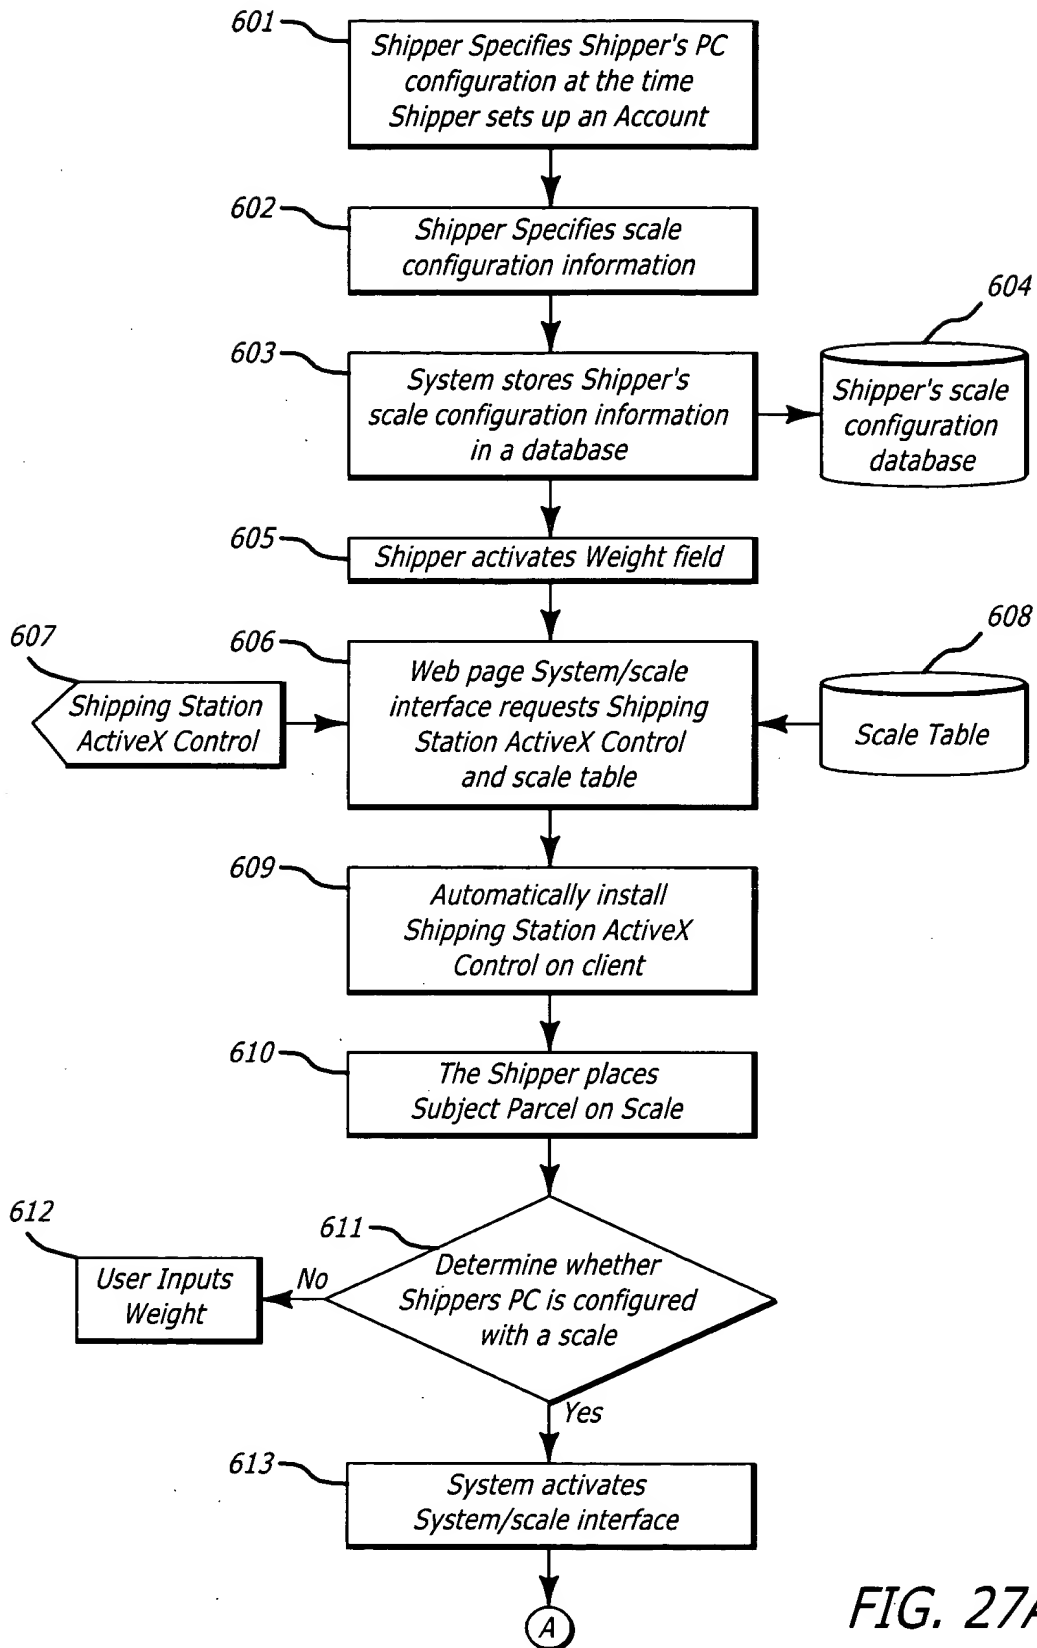 601
Shipper Specifies Shipper's PC
configuration at the time
Shipper sets up an Account
602
Shipper Specifies scale
configuration information
603
System stores Shipper's
scale configuration information
in a database
604
Shipper's scale
configuration
database
605
Shipper activates Weight field
606
Web page System/scale
interface requests Shipping
Station ActiveX Control
and scale table
607
Shipping Station
ActiveX Control
608
Scale Table
609
Automatically install
Shipping Station ActiveX
Control on client
610
The Shipper places
Subject Parcel on Scale
611
Determine whether
Shippers PC is configured
with a scale
No
612
User Inputs
Weight
Yes
613
System activates
System/scale interface
A
FIG. 27A